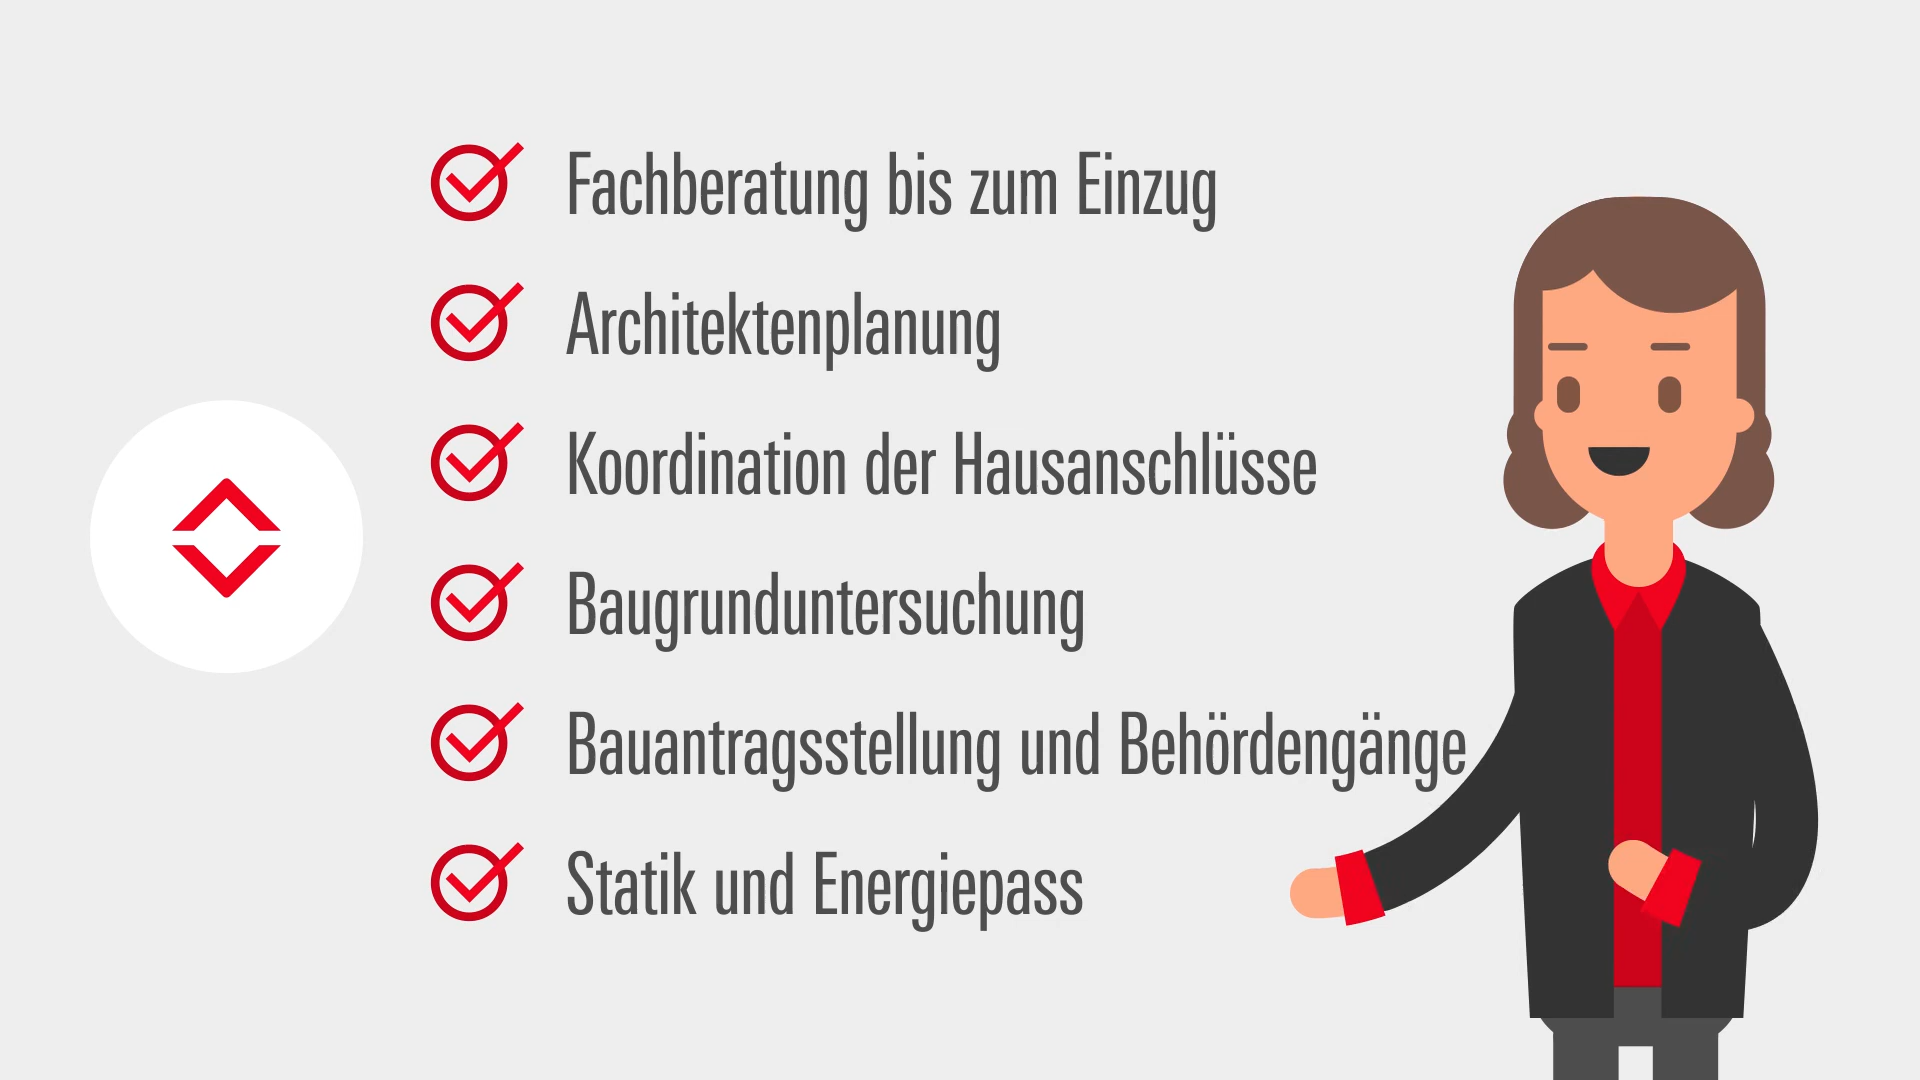 Fachberatung bis zum Einzug
Architektenplanung
Koordination der Hausanschlüsse
Baugrunduntersuchung
Bauantragsstellung und Behördengänge
Statik und Energiepass